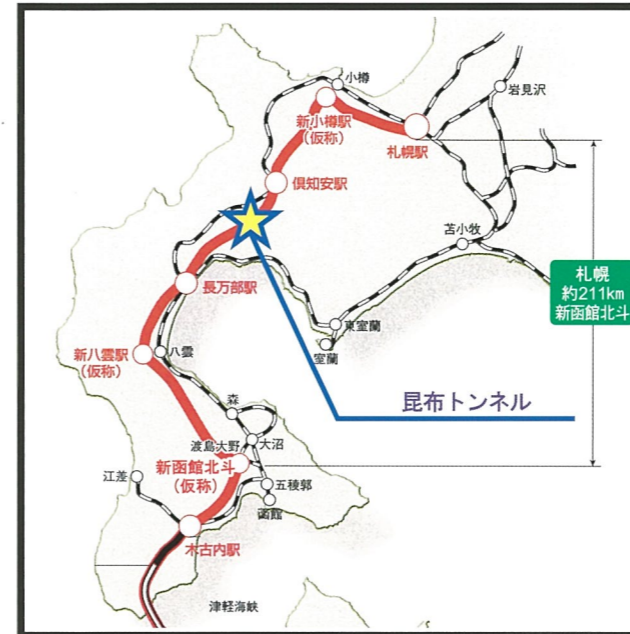 小樽
岩見沢
新小樽駅
(仮称)
札幌駅
倶知安駅
苫小牧
札幌
約211km
新函館北斗
長万部駅
東室蘭
室蘭
新八雲駅
(仮称)
八雲
昆布トンネル
森
渡島大野
大沼
新函館北斗
(仮称)
江差
五稜郭
函館
木古内駅
津軽海峡